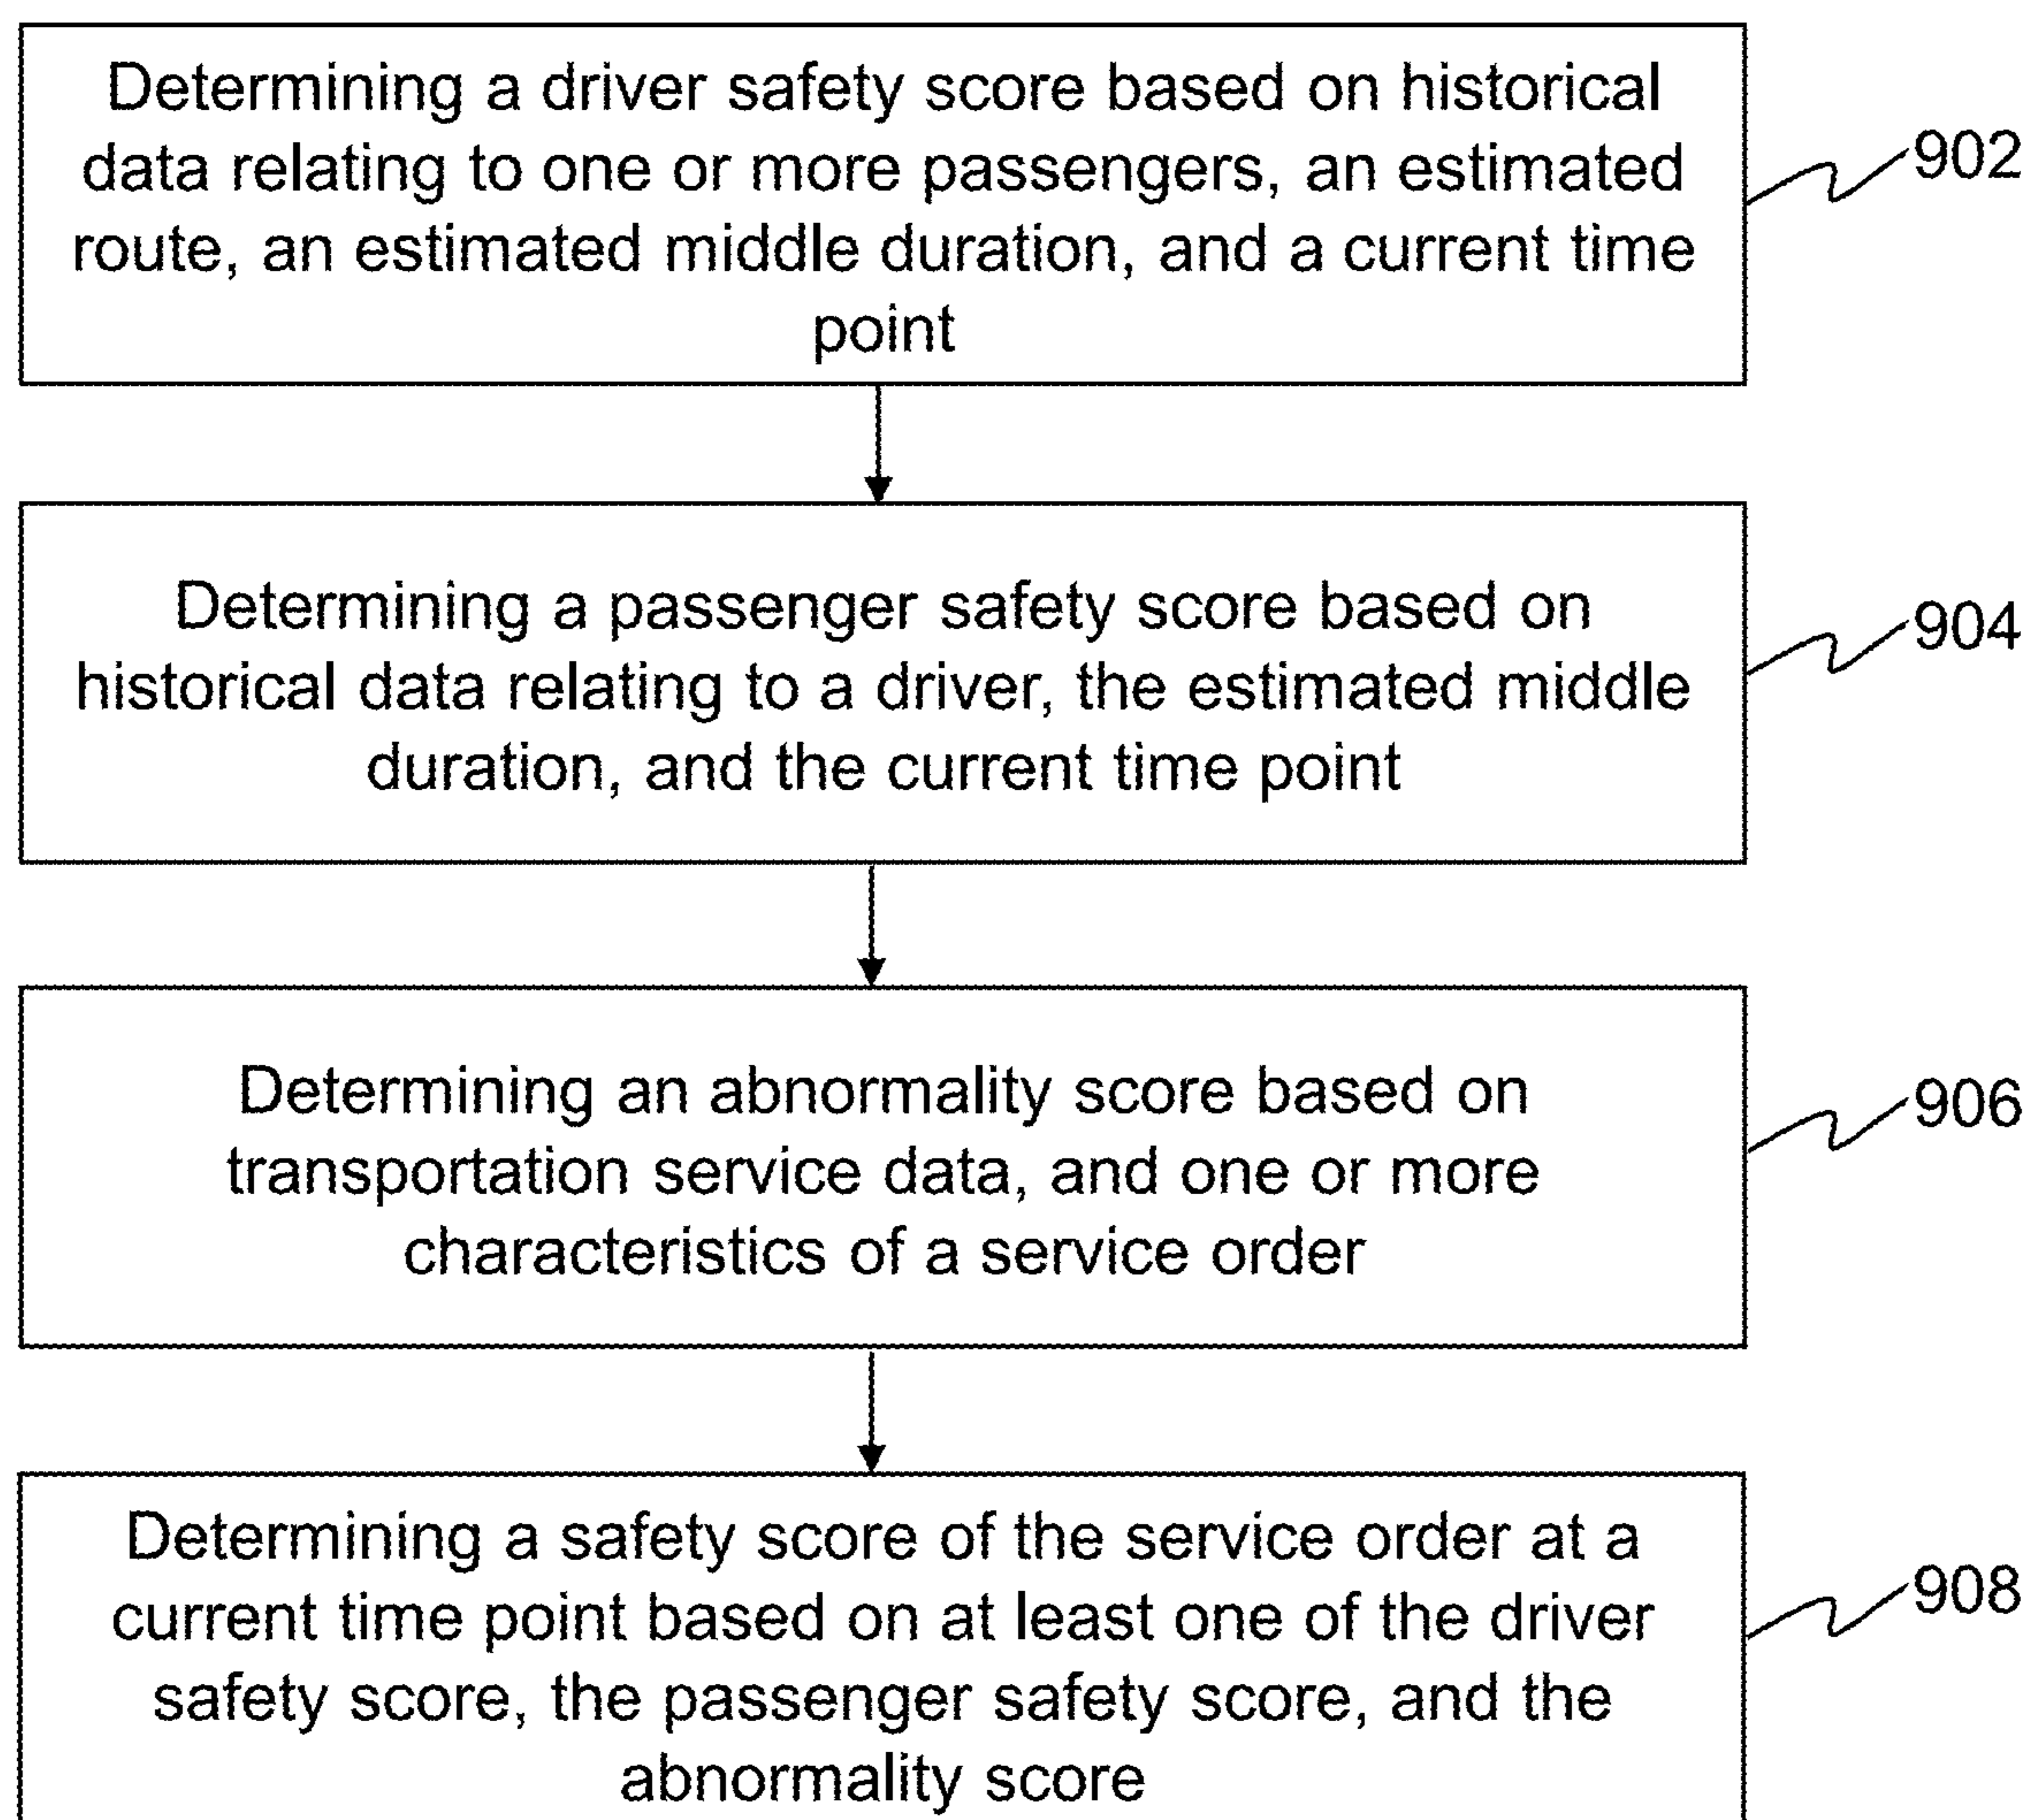 Determining a driver safety score based on historical
data relating to one or more passengers, an estimated
route, an estimated middle duration, and a current time
point
902
Determining a passenger safety score based on
historical data relating to a driver, the estimated middle
duration, and the current time point
904
Determining an abnormality score based on
transportation service data, and one or more
characteristics of a service order
906
Determining a safety score of the service order at a
current time point based on at least one of the driver
safety score, the passenger safety score, and the
abnormality score
908